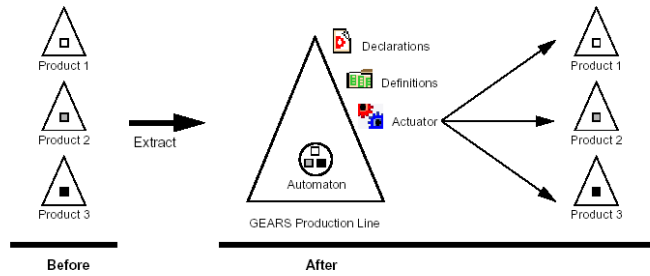 Product 1
Product 2
Product 3
Before
Extract
Declarations
Definitions
Actuator
Automaton
GEARS Production Line
After
Product 1
Product 2
Product 3